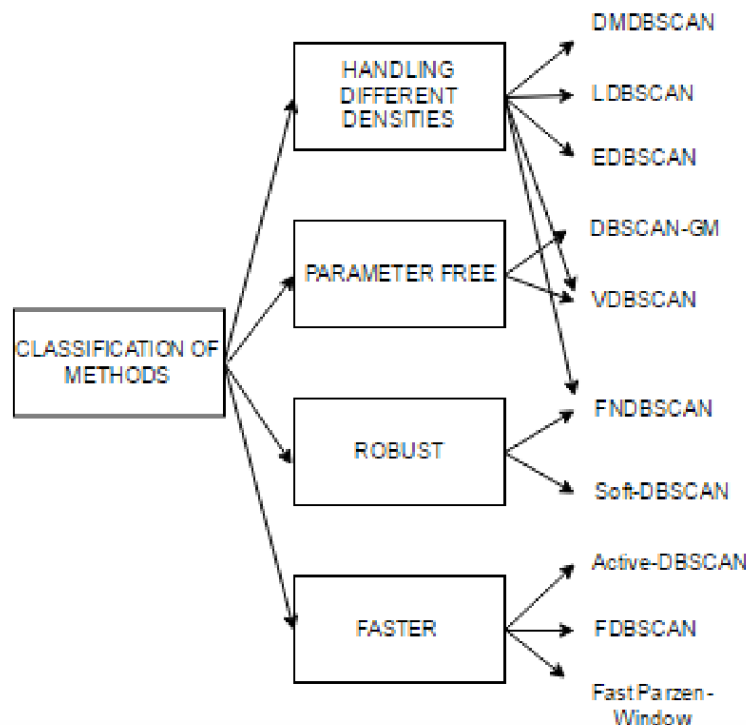 CLASSIFICATION OF
METHODS
HANDLING
DIFFERENT
DENSITIES
PARAMETER FREE
ROBUST
FASTER
DMDBSCAN
LDBSCAN
EDBSCAN
DBSCAN-GM
VDBSCAN
FNDBSCAN
Soft-DBSCAN
Active-DBSCAN
FDBSCAN
Fast Parzen-
Window